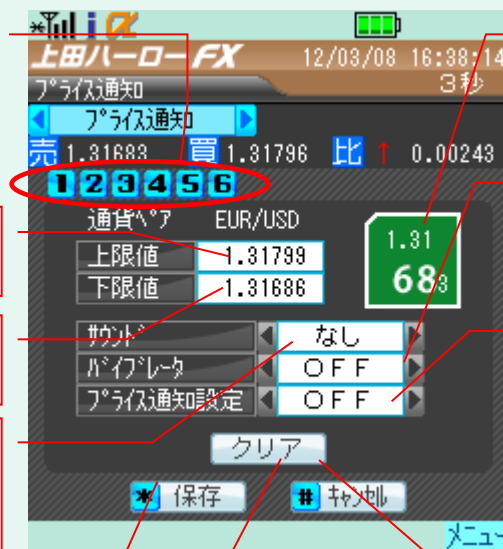 上田ハーローFX 12/03/08 16:38:14
プライス通知 3秒
プライス通知
売 1.31683 買 1.31796 比 ↑ 0.00243
1 2 3 4 5 6
通貨ペア EUR/USD
上限値 1.31799
下限値 1.31686
1.31
683
サウンド なし
バイブレータ OFF
プライス通知設定 OFF
クリア
* 保存 # キャンセル
メニュー